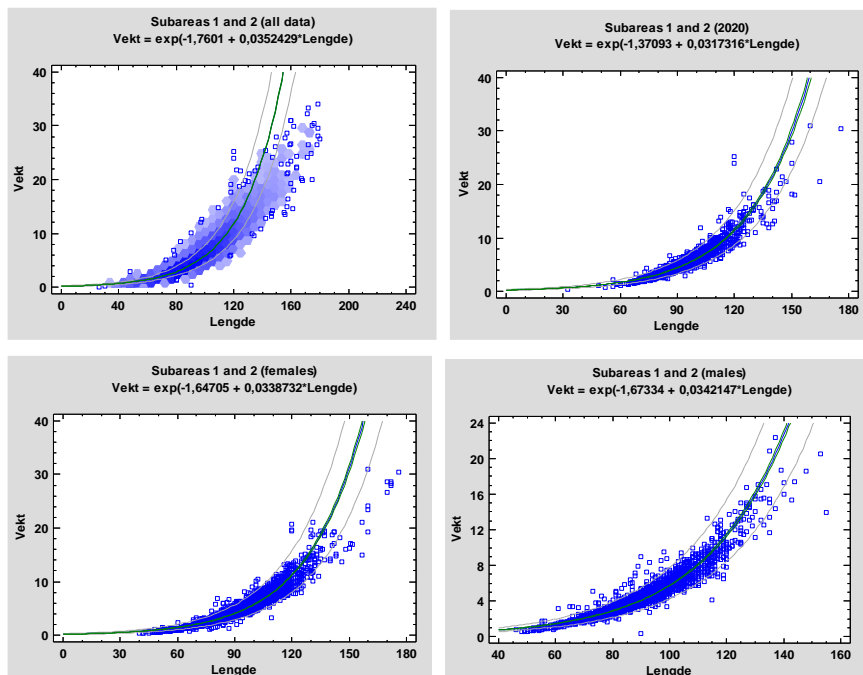 Subareas 1 and 2 (all data)
Vekt = exp(-1,7601 + 0,0352429*Lengde)
40
30
20
10
0
Vekt
0 40 80 120 160 200 240
Lengde
Subareas 1 and 2 (2020)
Vekt = exp(-1,37093 + 0,0317316*Lengde)
40
30
20
10
0
Vekt
0 30 60 90 120 150 180
Lengde
Subareas 1 and 2 (females)
Vekt = exp(-1,64705 + 0,0338732*Lengde)
40
30
20
10
0
Vekt
0 30 60 90 120 150 180
Lengde
Subareas 1 and 2 (males)
Vekt = exp(-1,67334 + 0,0342147*Lengde)
24
20
16
12
8
4
0
Vekt
40 60 80 100 120 140 160
Lengde